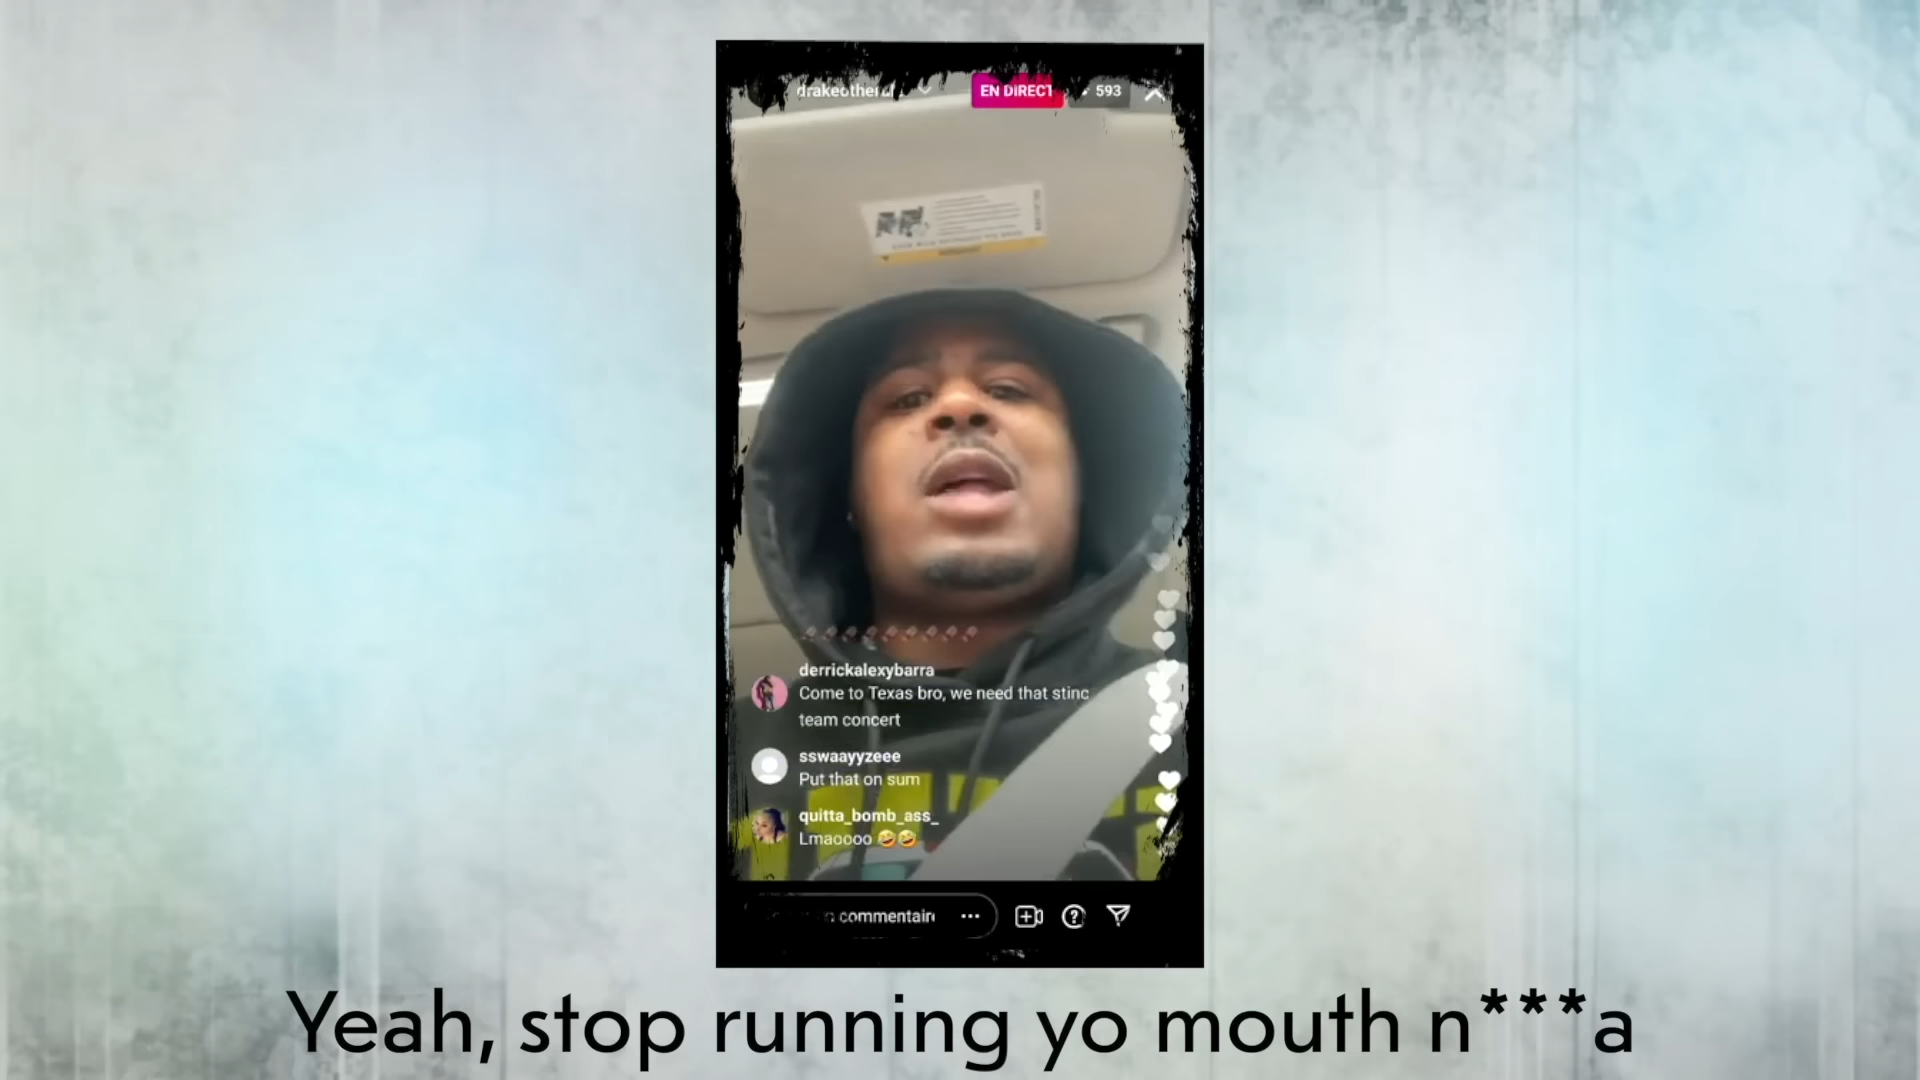 EN DIRECT
593
derrickalexybarra
Come to Texas bro, we need that stinc
team concert
sswaayyzeee
Put that on sum
quitta_bomb_ass_
Lmaoooo 🤣🤣
commentaire
Yeah, stop running yo mouth n***a